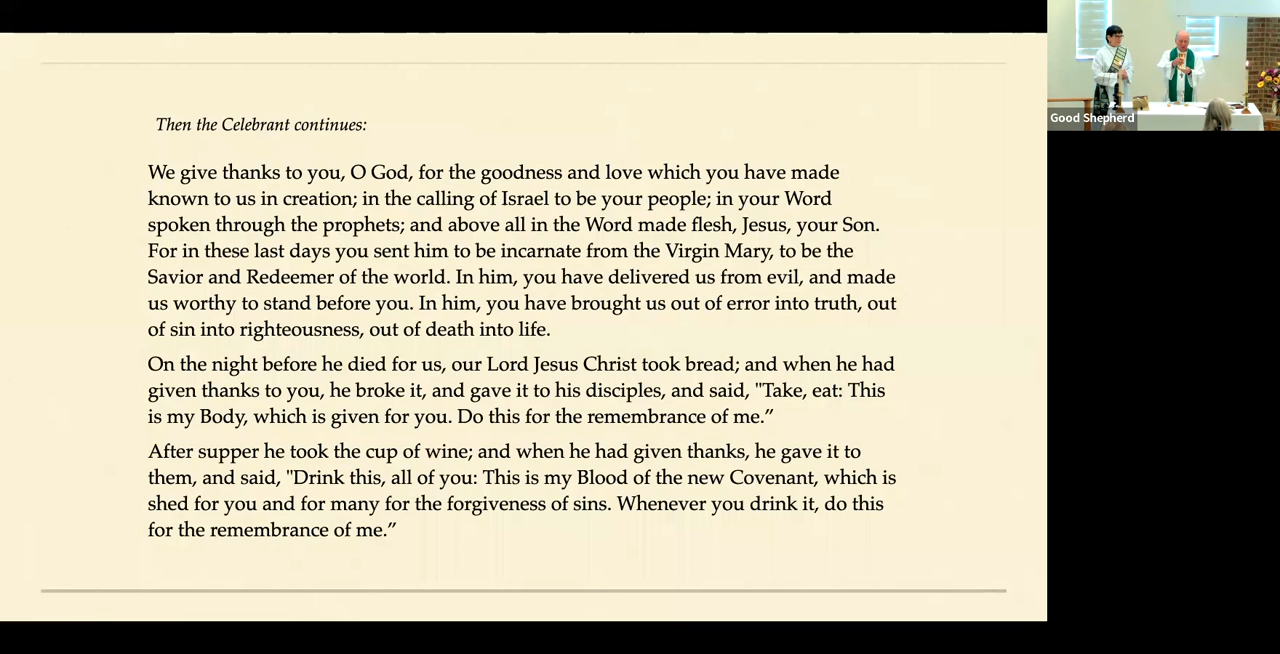 Then the Celebrant continues:
We give thanks to you, O God, for the goodness and love which you have made
known to us in creation; in the calling of Israel to be your people; in your Word
spoken through the prophets; and above all in the Word made flesh, Jesus, your Son.
For in these last days you sent him to be incarnate from the Virgin Mary, to be the
Savior and Redeemer of the world. In him, you have delivered us from evil, and made
us worthy to stand before you. In him, you have brought us out of error into truth, out
of sin into righteousness, out of death into life.
On the night before he died for us, our Lord Jesus Christ took bread; and when he had
given thanks to you, he broke it, and gave it to his disciples, and said, "Take, eat: This
is my Body, which is given for you. Do this for the remembrance of me.”
After supper he took the cup of wine; and when he had given thanks, he gave it to
them, and said, "Drink this, all of you: This is my Blood of the new Covenant, which is
shed for you and for many for the forgiveness of sins. Whenever you drink it, do this
for the remembrance of me.”
Good Shepherd